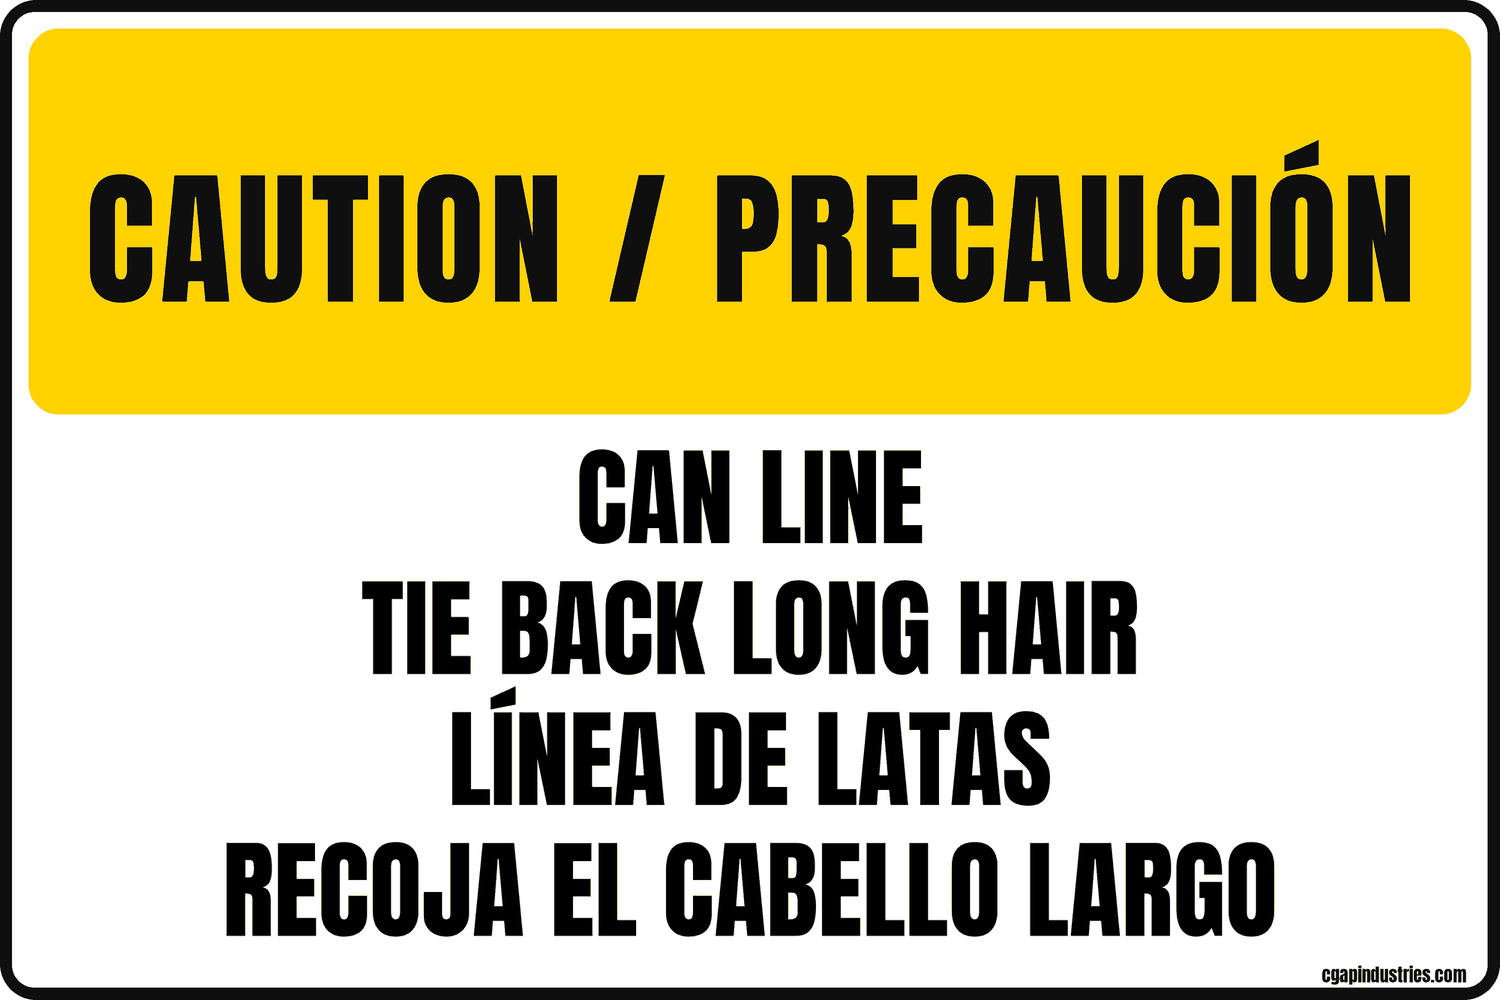 CAUTION / PRECAUCIÓN
CAN LINE
TIE BACK LONG HAIR
LÍNEA DE LATAS
RECOJA EL CABELLO LARGO
cgapindustries.com